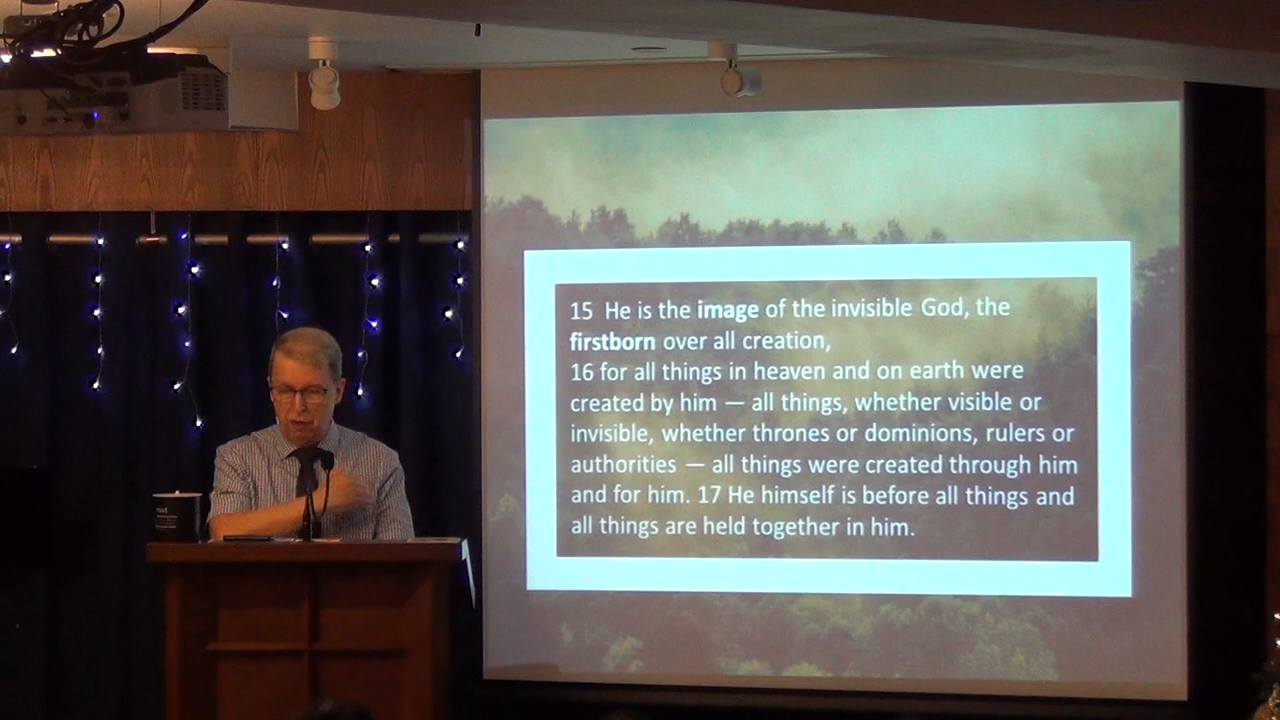 15 He is the image of the invisible God, the
firstborn over all creation,
16 for all things in heaven and on earth were
created by him — all things, whether visible or
invisible, whether thrones or dominions, rulers or
authorities — all things were created through him
and for him. 17 He himself is before all things and
all things are held together in him.